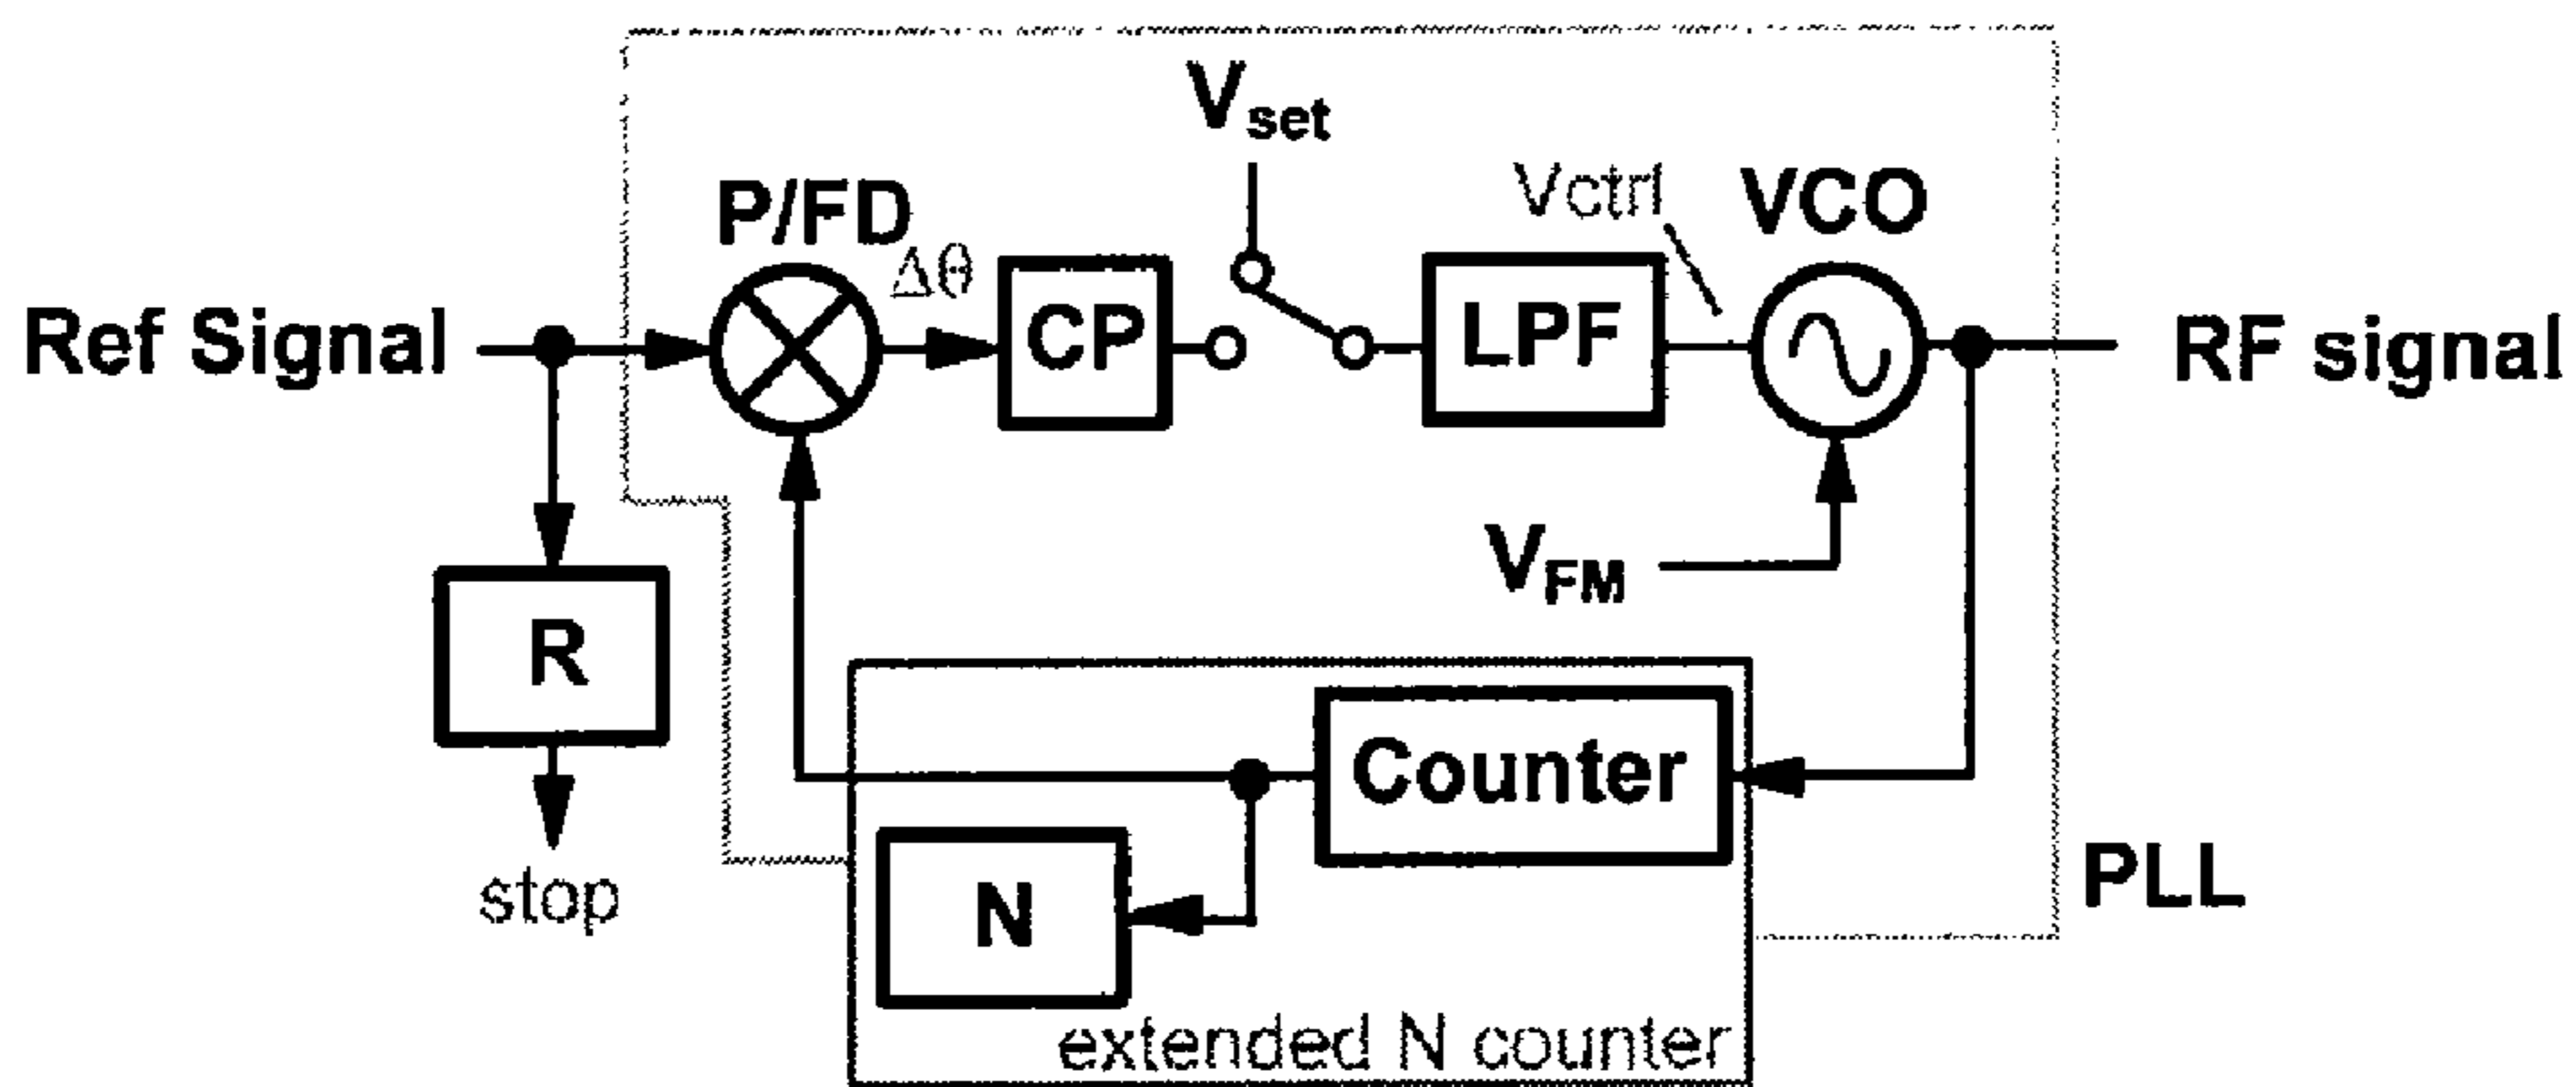 Vset
P/FD
Δθ
Vctrl
VCO
Ref Signal
CP
LPF
RF signal
VFM
R
Counter
stop
N
PLL
extended N counter